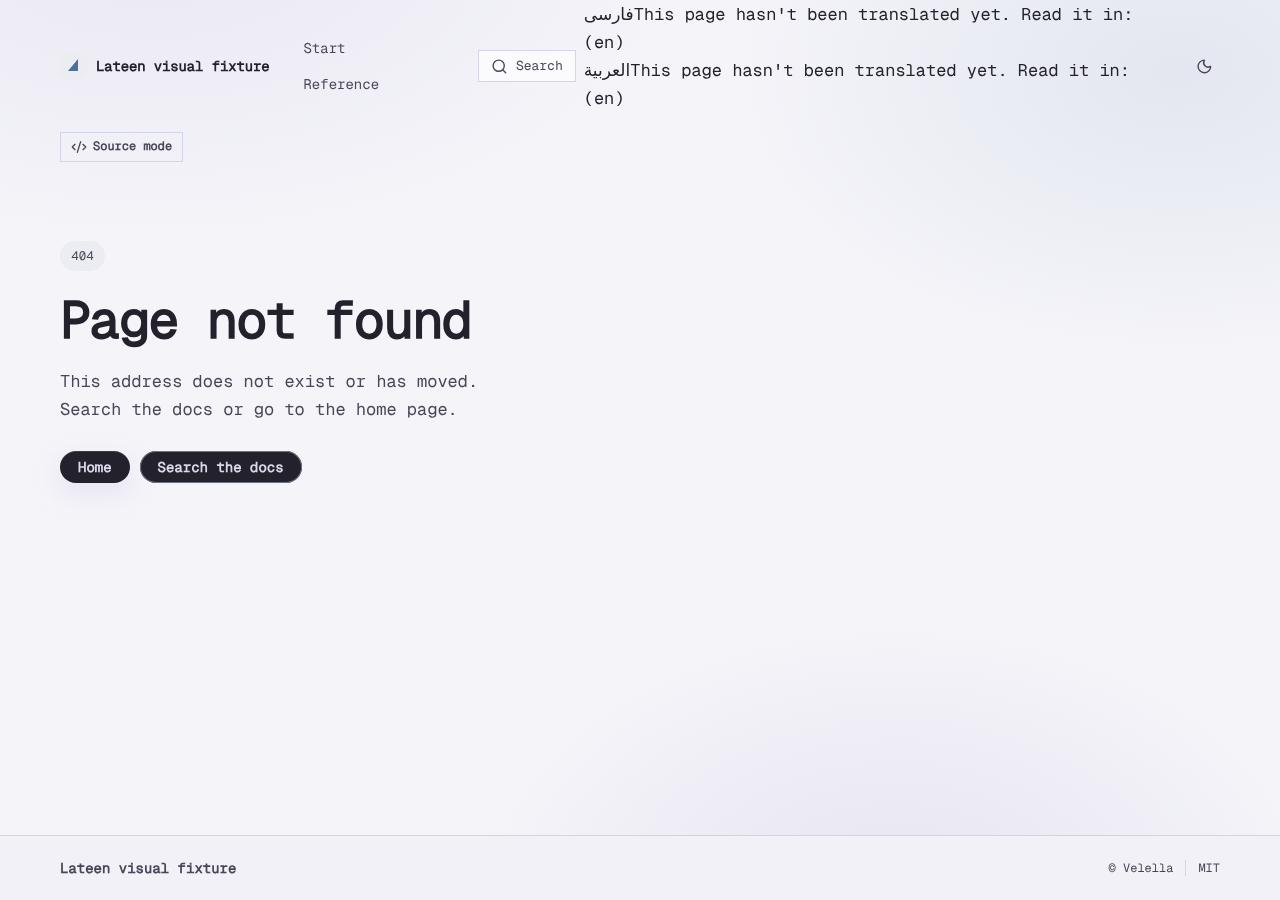 Lateen visual fixture
Start
Reference
Search
فارسیThis page hasn't been translated yet. Read it in:
(en)
العربيةThis page hasn't been translated yet. Read it in:
(en)
Source mode
404
Page not found
This address does not exist or has moved.
Search the docs or go to the home page.
Home
Search the docs
Lateen visual fixture
© Velella
MIT